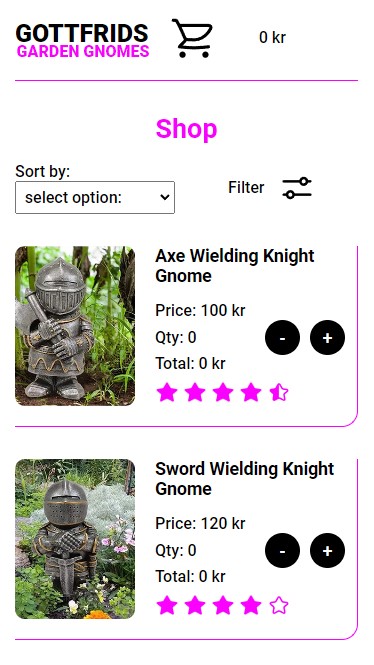 GOTTFRIDS
GARDEN GNOMES
0 kr
Shop
Sort by:
select option:
Filter
Axe Wielding Knight
Gnome
Price: 100 kr
Qty: 0
- +
Total: 0 kr
Sword Wielding Knight
Gnome
Price: 120 kr
Qty: 0
- +
Total: 0 kr